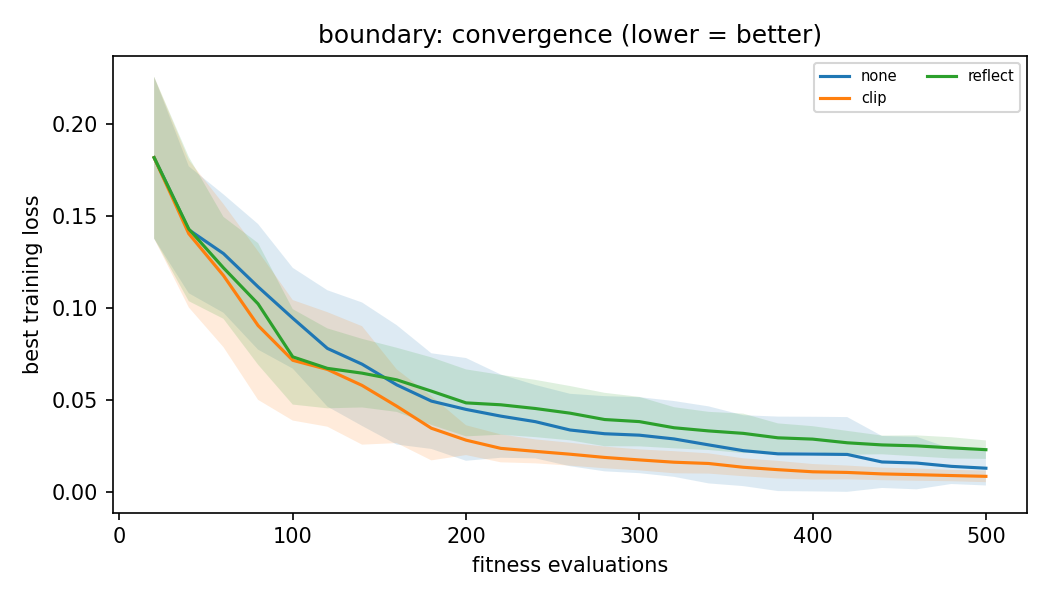 boundary: convergence (lower = better)
none
clip
reflect
best training loss
0.20
0.15
0.10
0.05
0.00
0 100 200 300 400 500
fitness evaluations